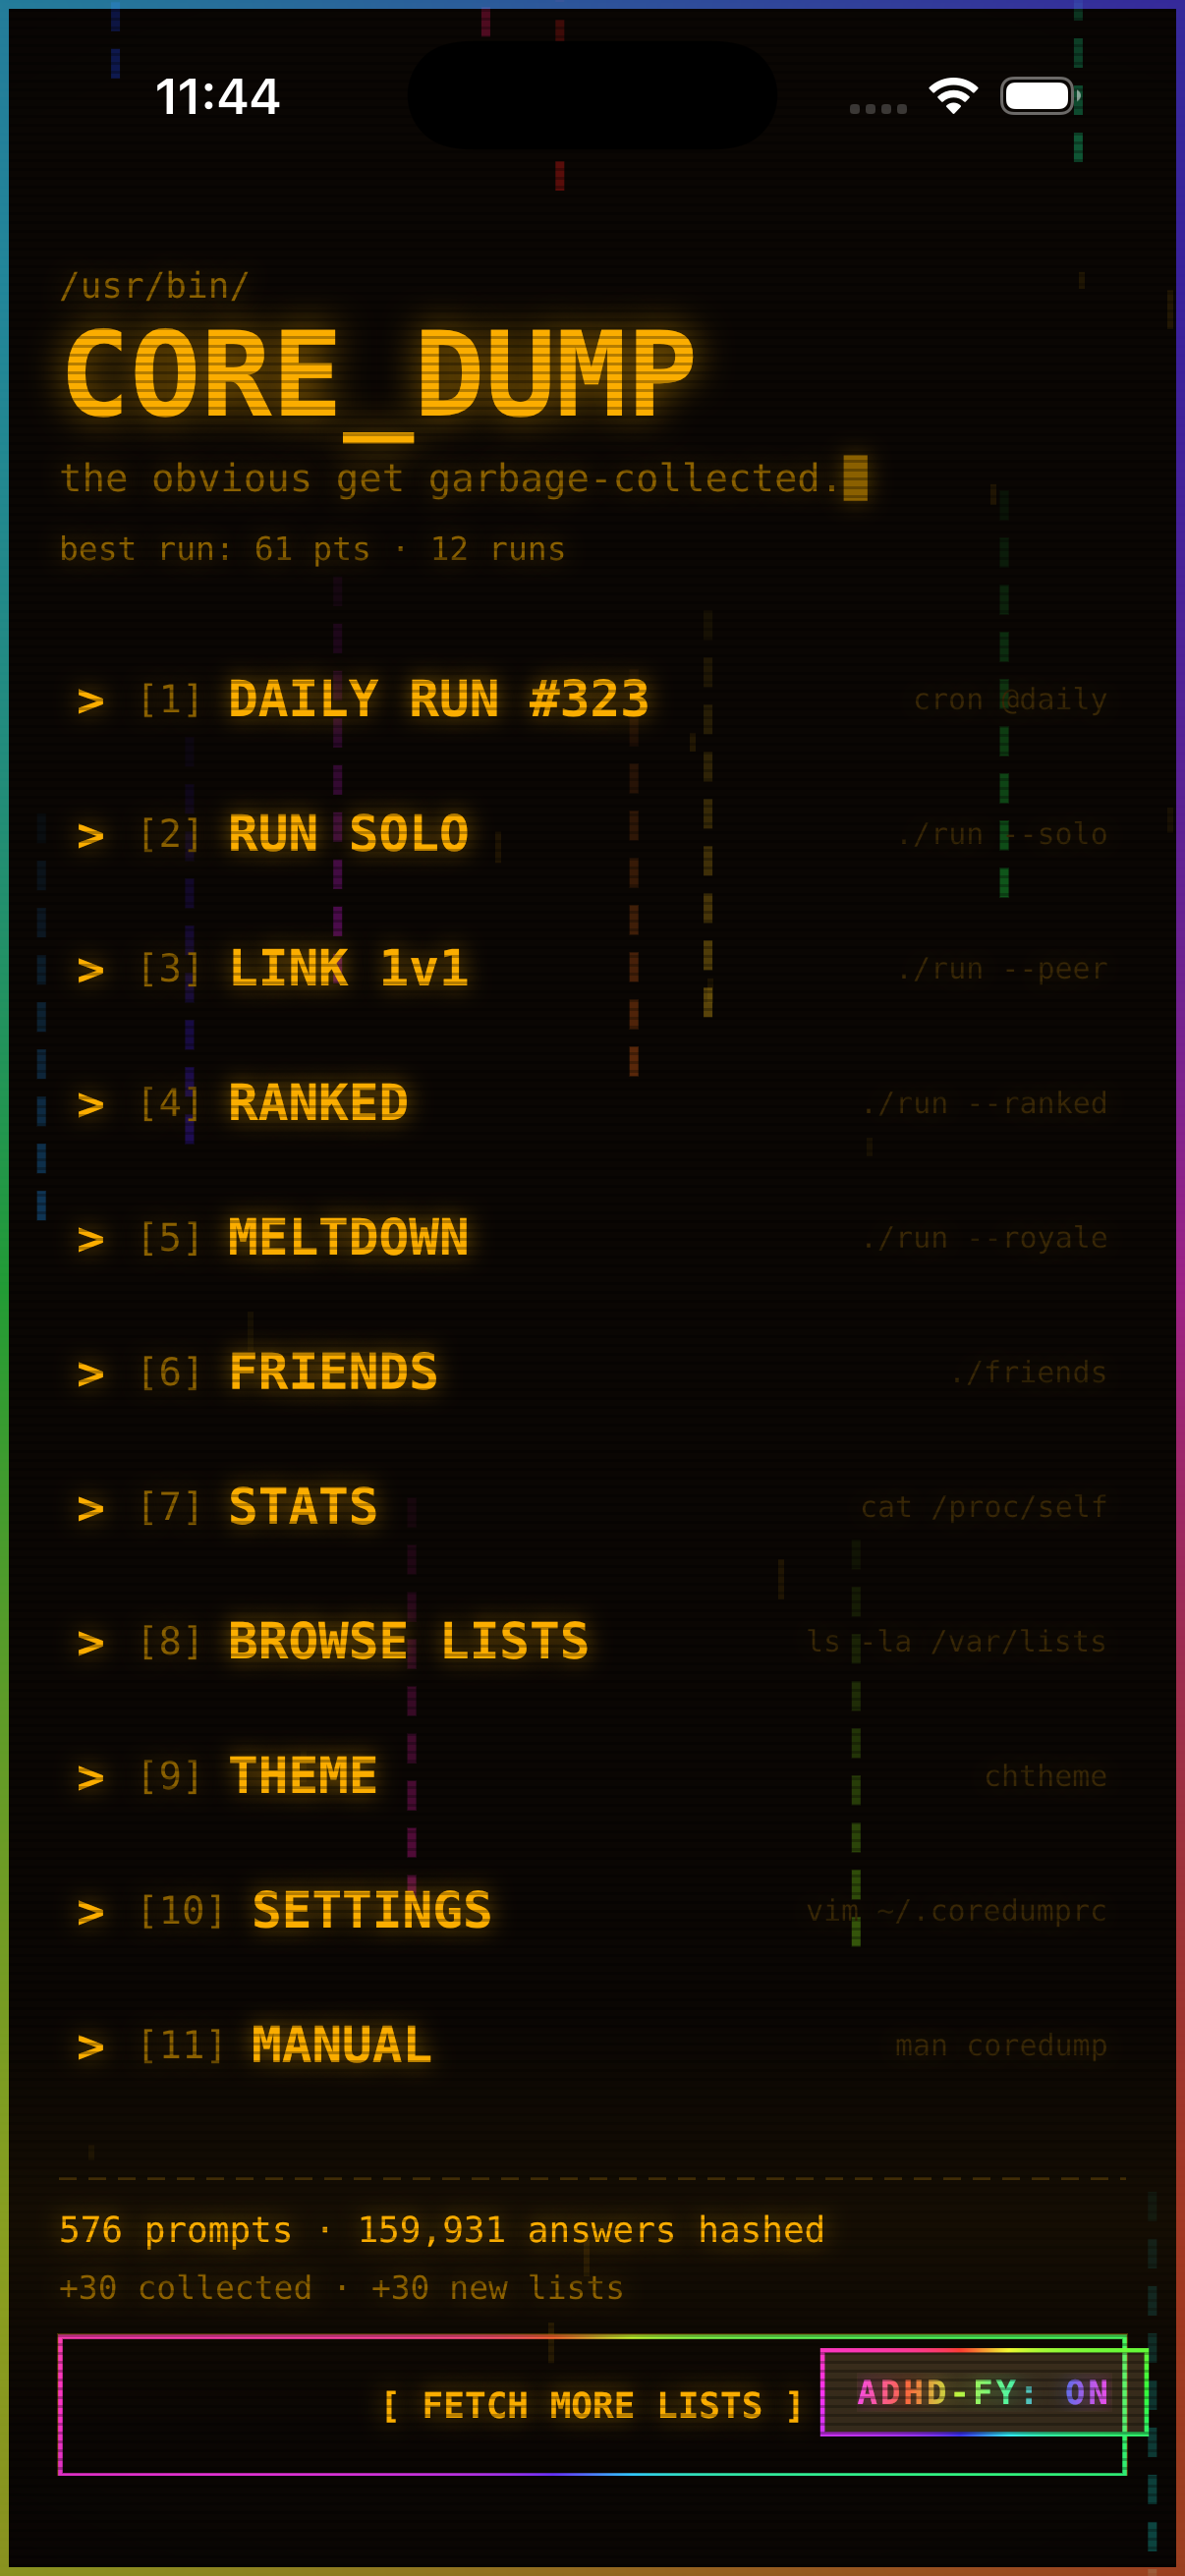 11:44
/usr/bin/
CORE_DUMP
the obvious get garbage-collected.
best run: 61 pts · 12 runs
> [1] DAILY RUN #323 cron @daily
> [2] RUN SOLO ./run --solo
> [3] LINK 1v1 ./run --peer
> [4] RANKED ./run --ranked
> [5] MELTDOWN ./run --royale
> [6] FRIENDS ./friends
> [7] STATS cat /proc/self
> [8] BROWSE LISTS ls -la /var/lists
> [9] THEME chtheme
> [10] SETTINGS vim ~/.coredumprc
> [11] MANUAL man coredump
576 prompts · 159,931 answers hashed
+30 collected · +30 new lists
[ FETCH MORE LISTS ]
ADHD-FY: ON